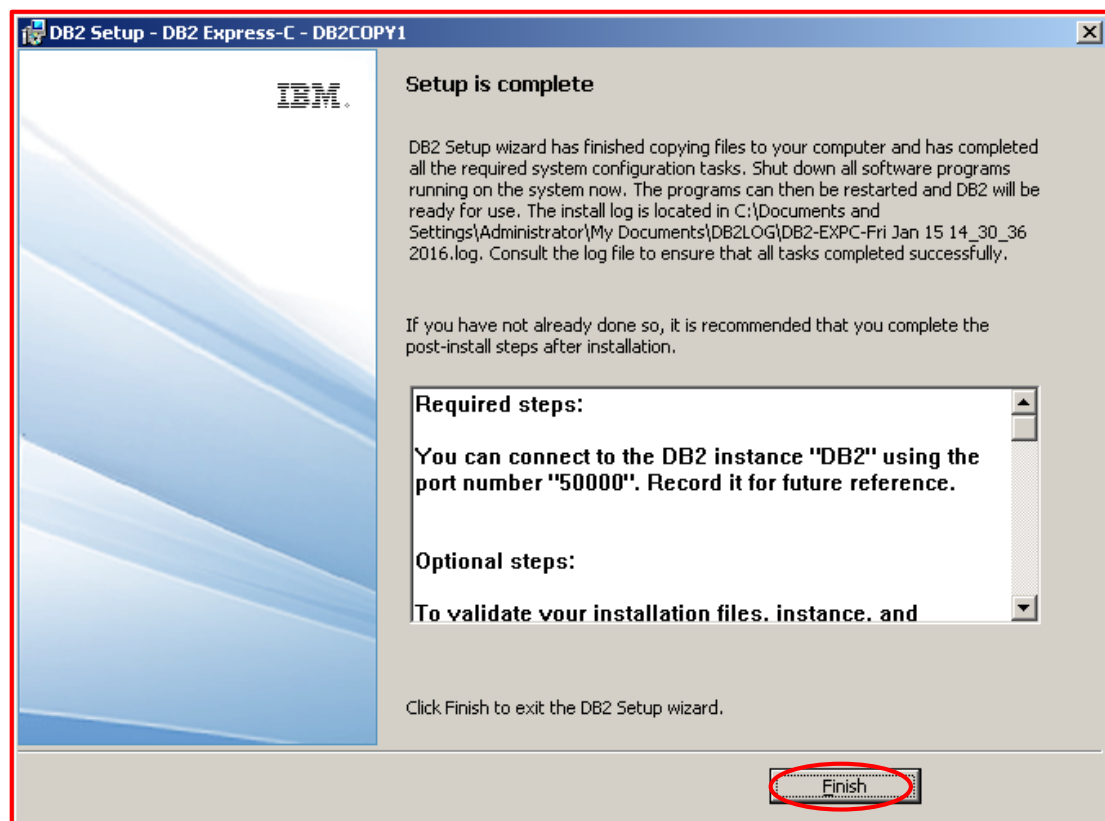 DB2 Setup - DB2 Express-C - DB2COPY1
IBM.
Setup is complete
DB2 Setup wizard has finished copying files to your computer and has completed
all the required system configuration tasks. Shut down all software programs
running on the system now. The programs can then be restarted and DB2 will be
ready for use. The install log is located in C:\Documents and
Settings\Administrator\My Documents\DB2LOG\DB2-EXPC-Fri Jan 15 14_30_36
2016.log. Consult the log file to ensure that all tasks completed successfully.
If you have not already done so, it is recommended that you complete the
post-install steps after installation.
Required steps:
You can connect to the DB2 instance "DB2" using the
port number "50000". Record it for future reference.
Optional steps:
To validate your installation files, instance, and
Click Finish to exit the DB2 Setup wizard.
Finish